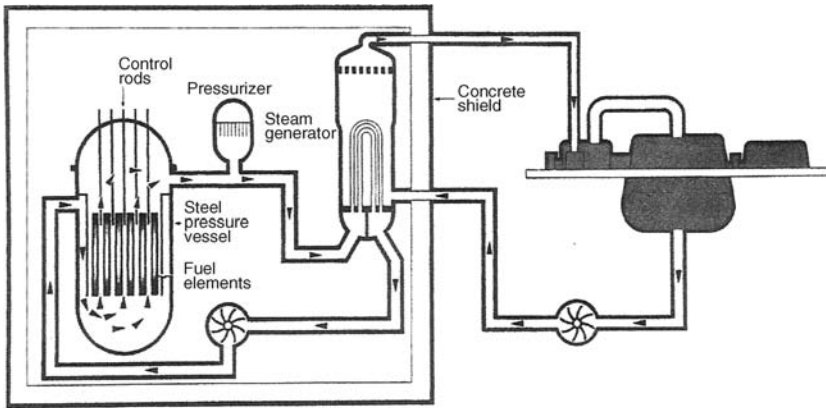 Control
rods
Pressurizer
Steam
generator
Concrete
shield
Steel
pressure
vessel
Fuel
elements